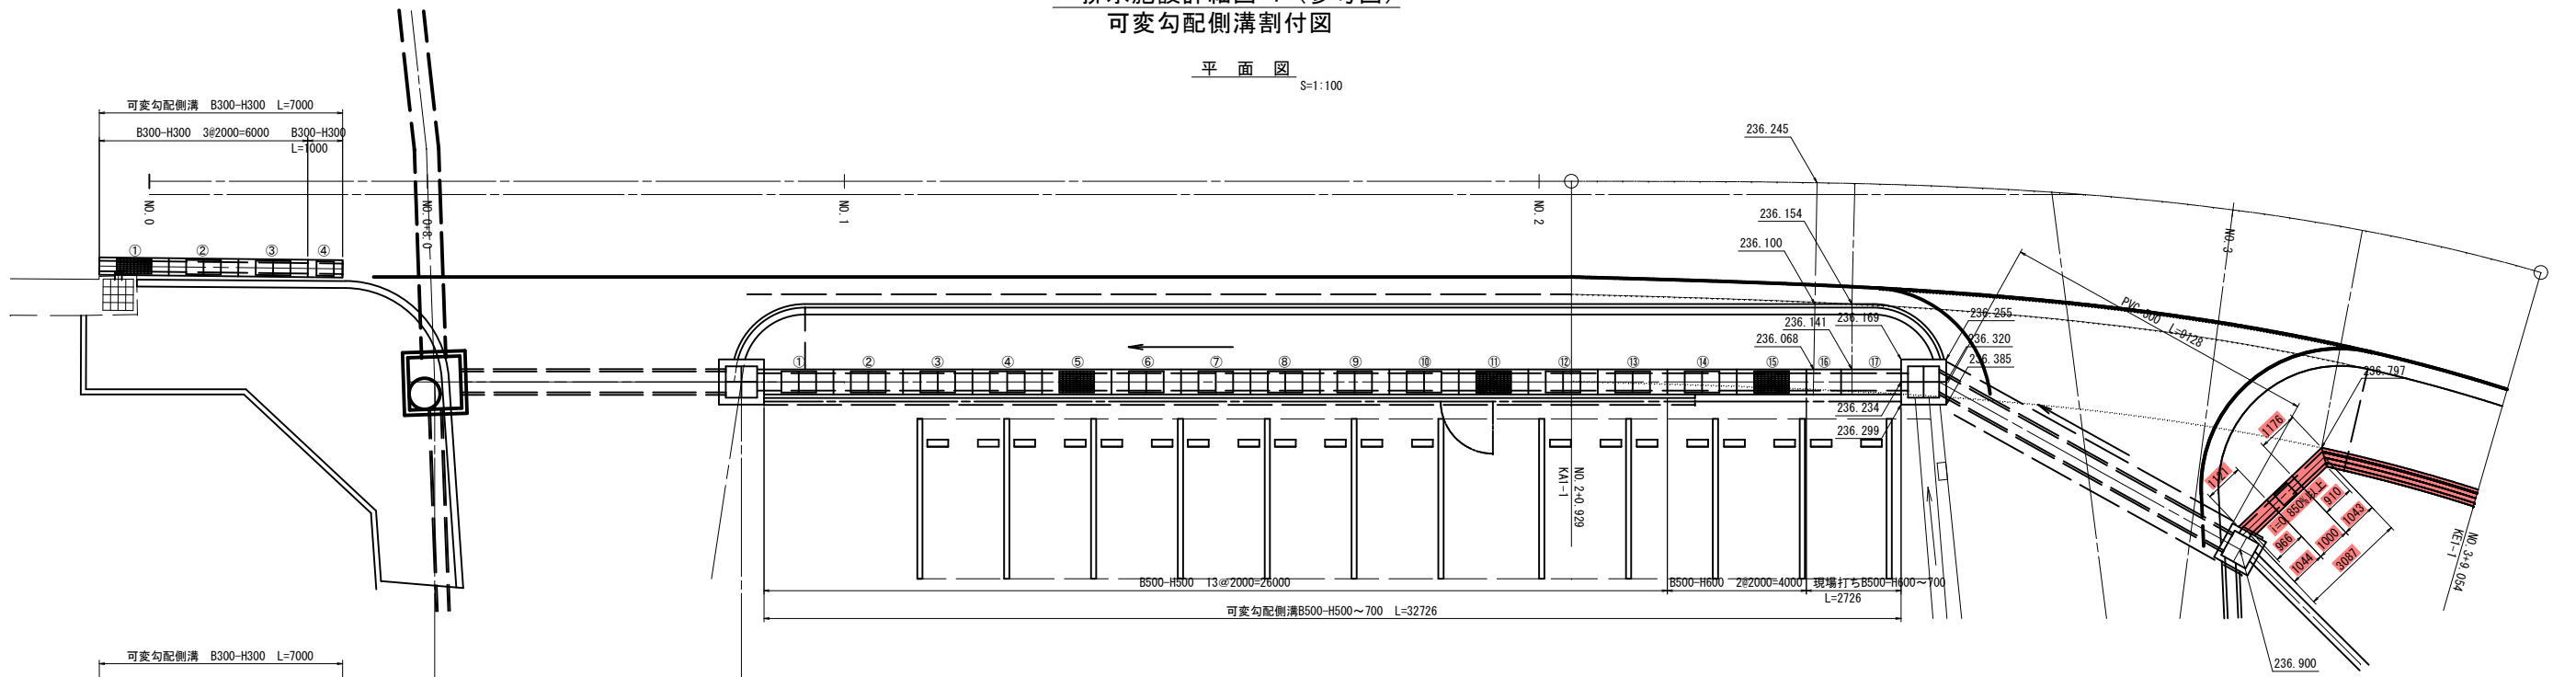 可変勾配側溝割付図
平 面 図
S=1:100
可変勾配側溝 B300-H300 L=7000
B300-H300 3@2000=6000
B300-H300
L=1000
236.245
NO.0
NO.0+8.0
NO.1
NO.2
NO.3
236.154
236.100
① ② ③ ④
236.141
236.169
236.068
236.255
236.320
236.385
PVC-300 L=9128
236.797
① ② ③ ④ ⑤ ⑥ ⑦ ⑧ ⑨ ⑩ ⑪ ⑫ ⑬ ⑭ ⑮ ⑯ ⑰
236.234
236.299
NO.2+0.929
KA1-1
1176
1121
i=0.850%以上
910
1043
966
1000
1044
3087
NO.3+9.054
KE1-1
B500-H500 13@2000=26000
B500-H600 2@2000=4000
現場打ちB500-H600～700
L=2726
可変勾配側溝B500-H500～700 L=32726
可変勾配側溝 B300-H300 L=7000
236.900